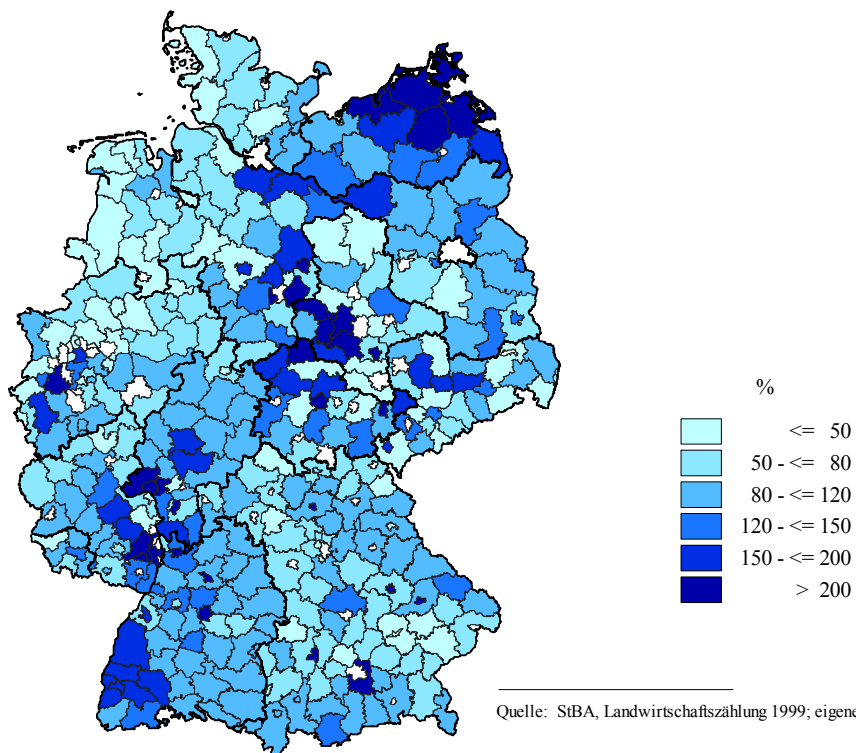 %
<= 50
50 - <= 80
80 - <= 120
120 - <= 150
150 - <= 200
> 200
Quelle: StBA, Landwirtschaftszählung 1999; eigene